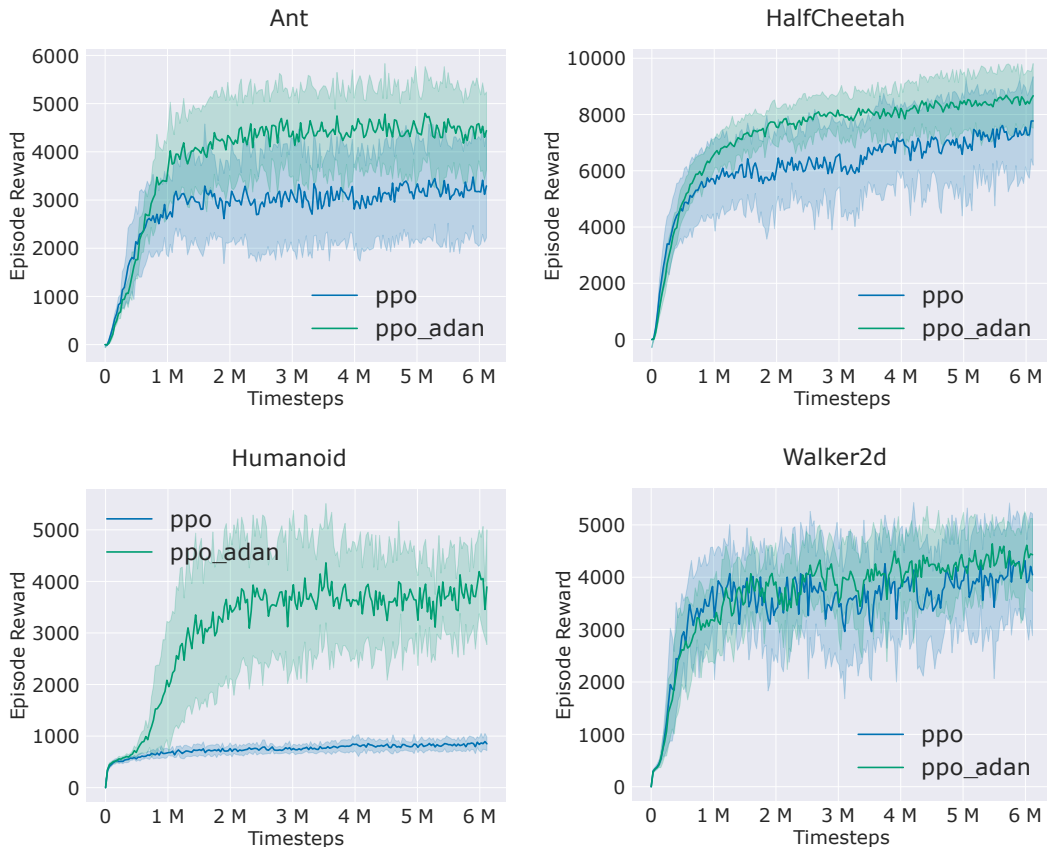 Ant
6000
5000
4000
3000
2000
1000
0
Episode Reward
ppo
ppo_adan
0 1 M 2 M 3 M 4 M 5 M 6 M
Timesteps
HalfCheetah
10000
8000
6000
4000
2000
0
Episode Reward
ppo
ppo_adan
0 1 M 2 M 3 M 4 M 5 M 6 M
Timesteps
Humanoid
5000
4000
3000
2000
1000
0
Episode Reward
ppo
ppo_adan
0 1 M 2 M 3 M 4 M 5 M 6 M
Timesteps
Walker2d
5000
4000
3000
2000
1000
0
Episode Reward
ppo
ppo_adan
0 1 M 2 M 3 M 4 M 5 M 6 M
Timesteps